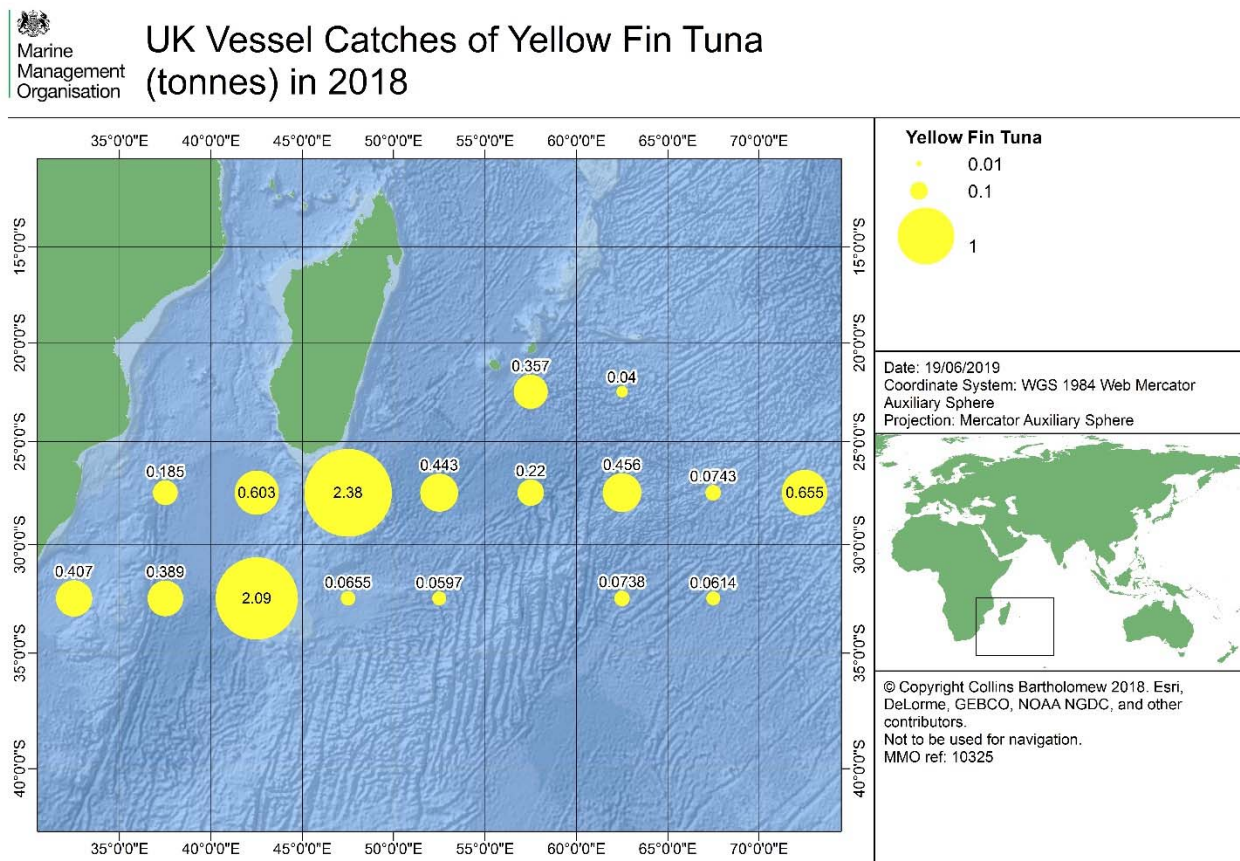 Marine
Management
Organisation
UK Vessel Catches of Yellow Fin Tuna
(tonnes) in 2018
35°0'0"E 40°0'0"E 45°0'0"E 50°0'0"E 55°0'0"E 60°0'0"E 65°0'0"E 70°0'0"E
15°0'0"S 15°0'0"S
20°0'0"S 20°0'0"S
0.357 0.04
25°0'0"S 25°0'0"S
0.185 0.603 2.38 0.443 0.22 0.456 0.0743 0.655
30°0'0"S 30°0'0"S
0.407 0.389 2.09 0.0655 0.0597 0.0738 0.0614
35°0'0"S 35°0'0"S
40°0'0"S 40°0'0"S
35°0'0"E 40°0'0"E 45°0'0"E 50°0'0"E 55°0'0"E 60°0'0"E 65°0'0"E 70°0'0"E
Yellow Fin Tuna
0.01
0.1
1
Date: 19/06/2019
Coordinate System: WGS 1984 Web Mercator
Auxiliary Sphere
Projection: Mercator Auxiliary Sphere
© Copyright Collins Bartholomew 2018. Esri,
DeLorme, GEBCO, NOAA NGDC, and other
contributors.
Not to be used for navigation.
MMO ref: 10325